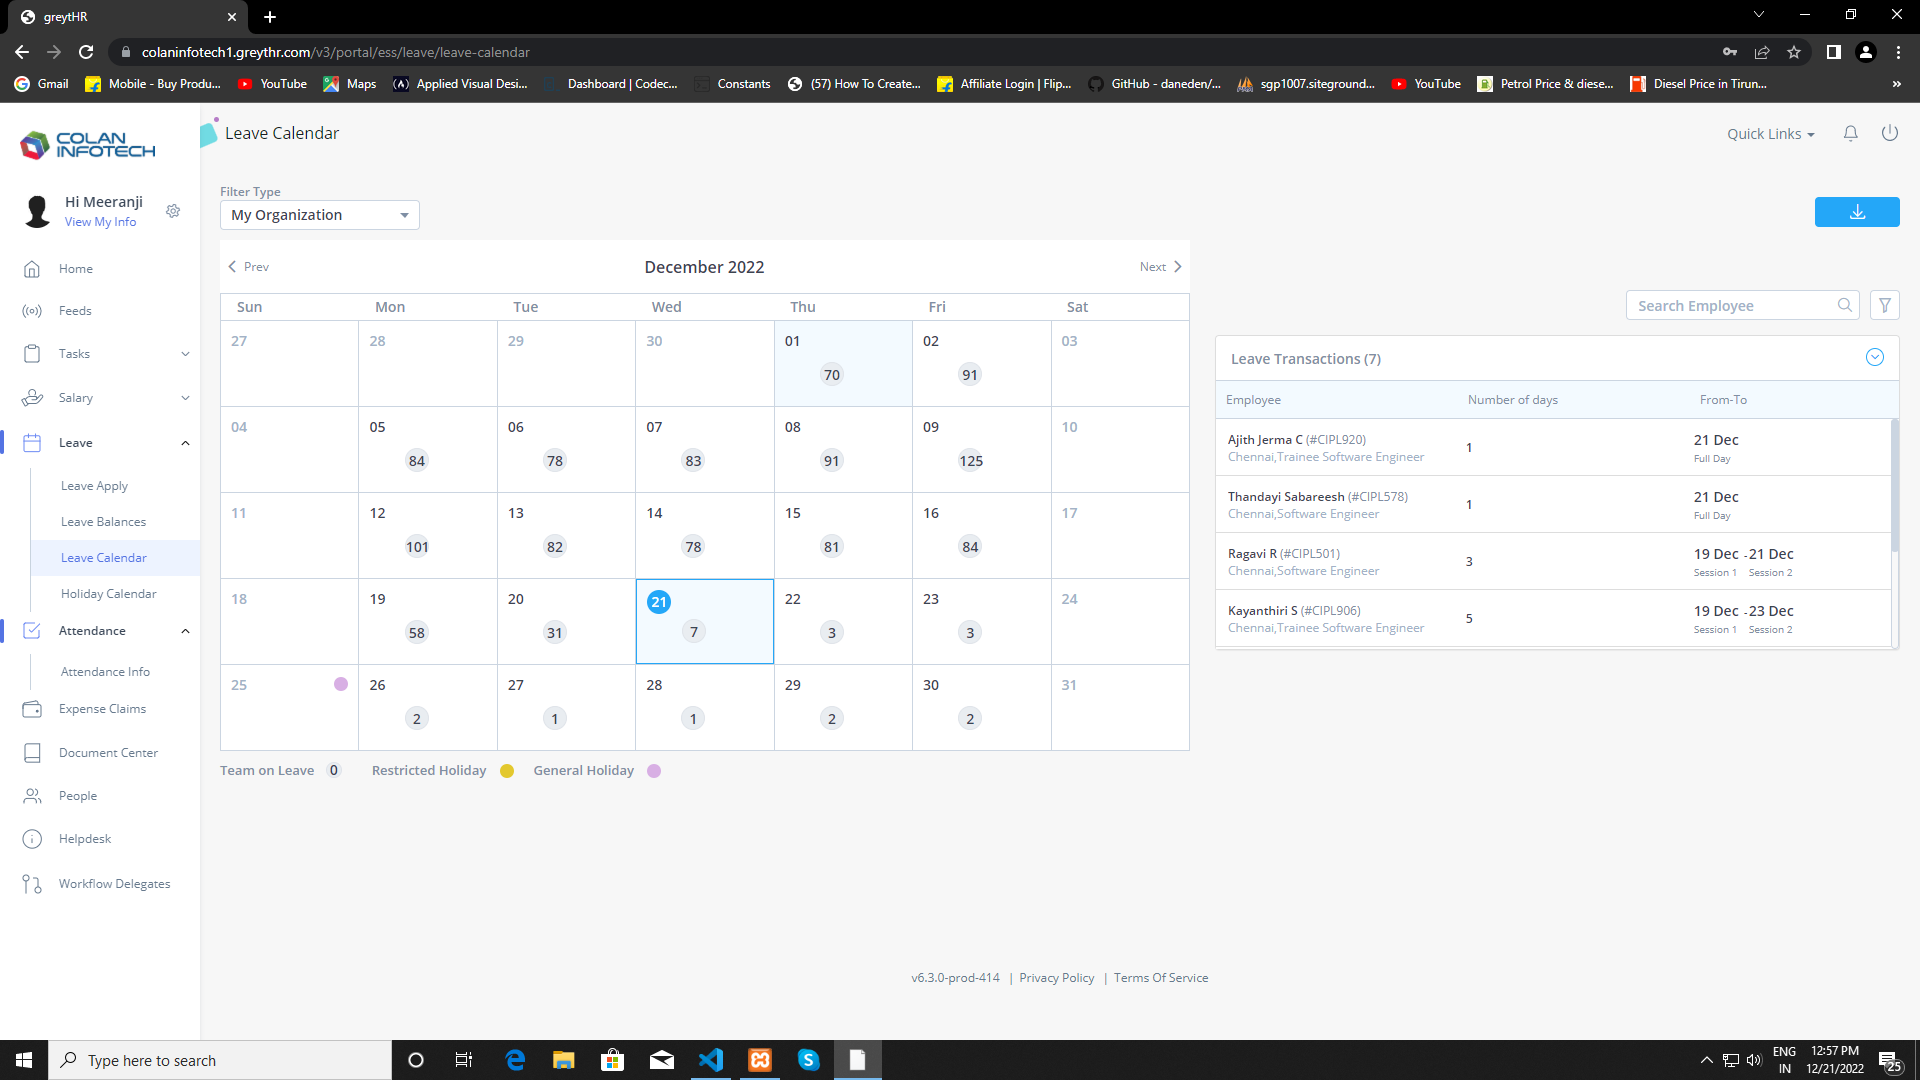 greytHR
colaninfotech1.greythr.com/v3/portal/ess/leave/leave-calendar
Gmail
Mobile - Buy Produ...
YouTube
Maps
Applied Visual Desi...
Dashboard | Codec...
Constants
(57) How To Create...
Affiliate Login | Flip...
GitHub - daneden/...
sgp1007.siteground...
YouTube
Petrol Price & diese...
Diesel Price in Tirun...
»
COLAN
INFOTECH
Hi Meeranji
View My Info
Home
Feeds
Tasks
Salary
Leave
Leave Apply
Leave Balances
Leave Calendar
Holiday Calendar
Attendance
Attendance Info
Expense Claims
Document Center
People
Helpdesk
Workflow Delegates
Leave Calendar
Quick Links
Filter Type
My Organization
Prev
December 2022
Next
Sun Mon Tue Wed Thu Fri Sat
27 28 29 30 01 02 03
70 91
04 05 06 07 08 09 10
84 78 83 91 125
11 12 13 14 15 16 17
101 82 78 81 84
18 19 20 21 22 23 24
58 31 7 3 3
25 26 27 28 29 30 31
2 1 1 2 2
Team on Leave 0 Restricted Holiday General Holiday
Search Employee
Leave Transactions (7)
Employee Number of days From-To
Ajith Jerma C (#CIPL920) 1 21 Dec
Chennai,Trainee Software Engineer Full Day
Thandayi Sabareesh (#CIPL578) 1 21 Dec
Chennai,Software Engineer Full Day
Ragavi R (#CIPL501) 3 19 Dec - 21 Dec
Chennai,Software Engineer Session 1 Session 2
Kayanthiri S (#CIPL906) 5 19 Dec - 23 Dec
Chennai,Trainee Software Engineer Session 1 Session 2
v6.3.0-prod-414 | Privacy Policy | Terms Of Service
Type here to search
ENG
IN
12:57 PM
12/21/2022
25